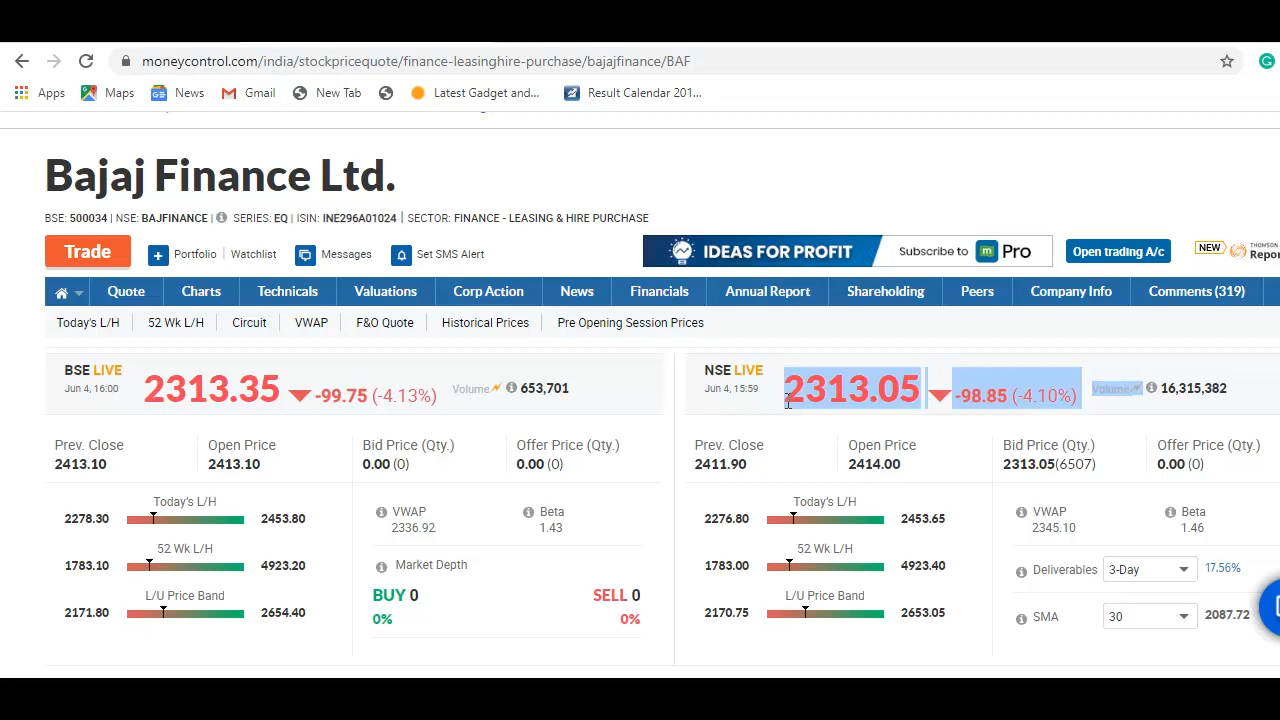 moneycontrol.com/india/stockpricequote/finance-leasinghire-purchase/bajajfinance/BAF
Apps Maps News Gmail New Tab Latest Gadget and... Result Calendar 201...
Bajaj Finance Ltd.
BSE: 500034 | NSE: BAJFINANCE | SERIES: EQ | ISIN: INE296A01024 | SECTOR: FINANCE - LEASING & HIRE PURCHASE
Trade + Portfolio | Watchlist Messages Set SMS Alert IDEAS FOR PROFIT Subscribe to m Pro Open trading A/c NEW THOMSON
Repor
Quote Charts Technicals Valuations Corp Action News Financials Annual Report Shareholding Peers Company Info Comments (319)
Today's L/H 52 Wk L/H Circuit VWAP F&O Quote Historical Prices Pre Opening Session Prices
BSE LIVE
Jun 4, 16:00
2313.35 -99.75 (-4.13%) Volume 653,701
Prev. Close Open Price Bid Price (Qty.) Offer Price (Qty.)
2413.10 2413.10 0.00 (0) 0.00 (0)
Today's L/H
2278.30 2453.80
52 Wk L/H
1783.10 4923.20
L/U Price Band
2171.80 2654.40
VWAP Beta
2336.92 1.43
Market Depth
BUY 0 SELL 0
0% 0%
NSE LIVE
Jun 4, 15:59
2313.05 -98.85 (-4.10%) Volume 16,315,382
Prev. Close Open Price Bid Price (Qty.) Offer Price (Qty.)
2411.90 2414.00 2313.05(6507) 0.00 (0)
Today's L/H
2276.80 2453.65
52 Wk L/H
1783.00 4923.40
L/U Price Band
2170.75 2653.05
VWAP Beta
2345.10 1.46
Deliverables 3-Day 17.56%
SMA 30 2087.72